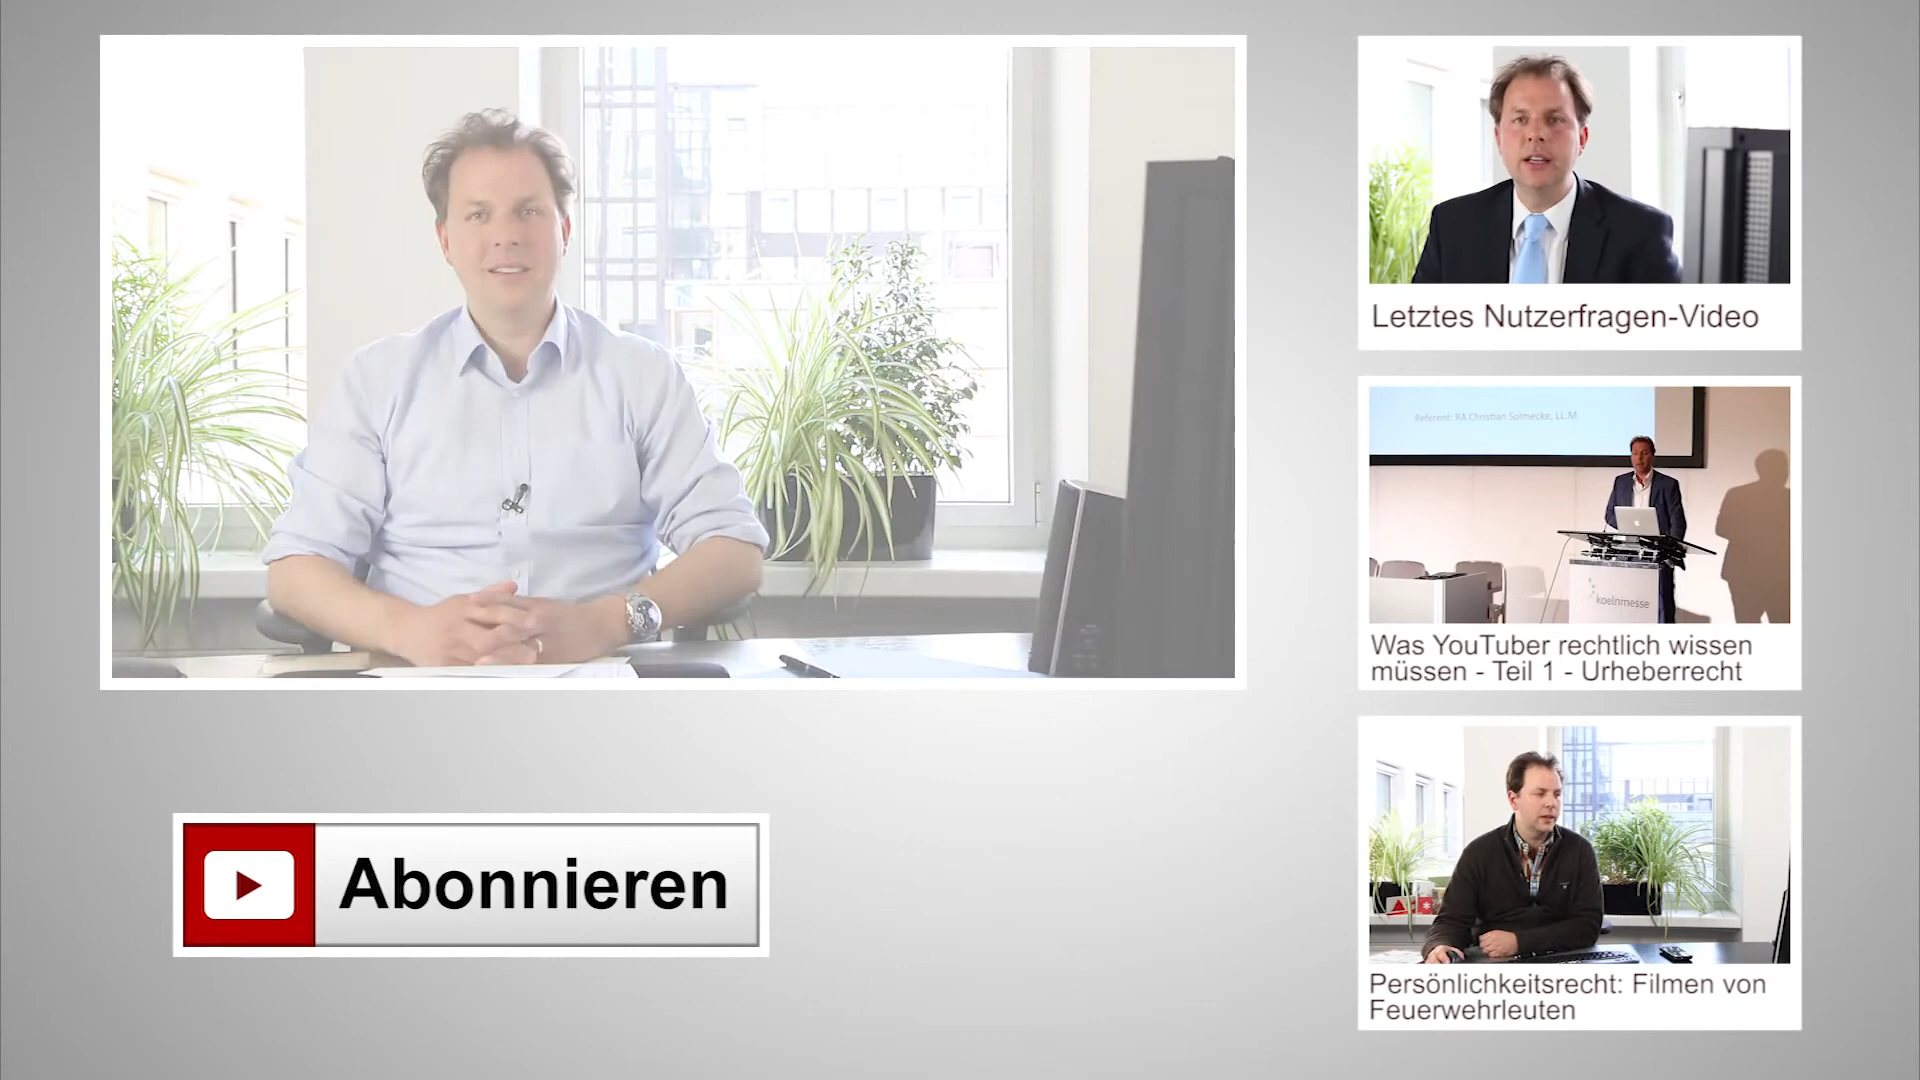 Letztes Nutzerfragen-Video
Referent: RA Christian Solmecke, LL.M.
koelnmesse
Was YouTuber rechtlich wissen
müssen - Teil 1 - Urheberrecht
Persönlichkeitsrecht: Filmen von
Feuerwehrleuten
Abonnieren